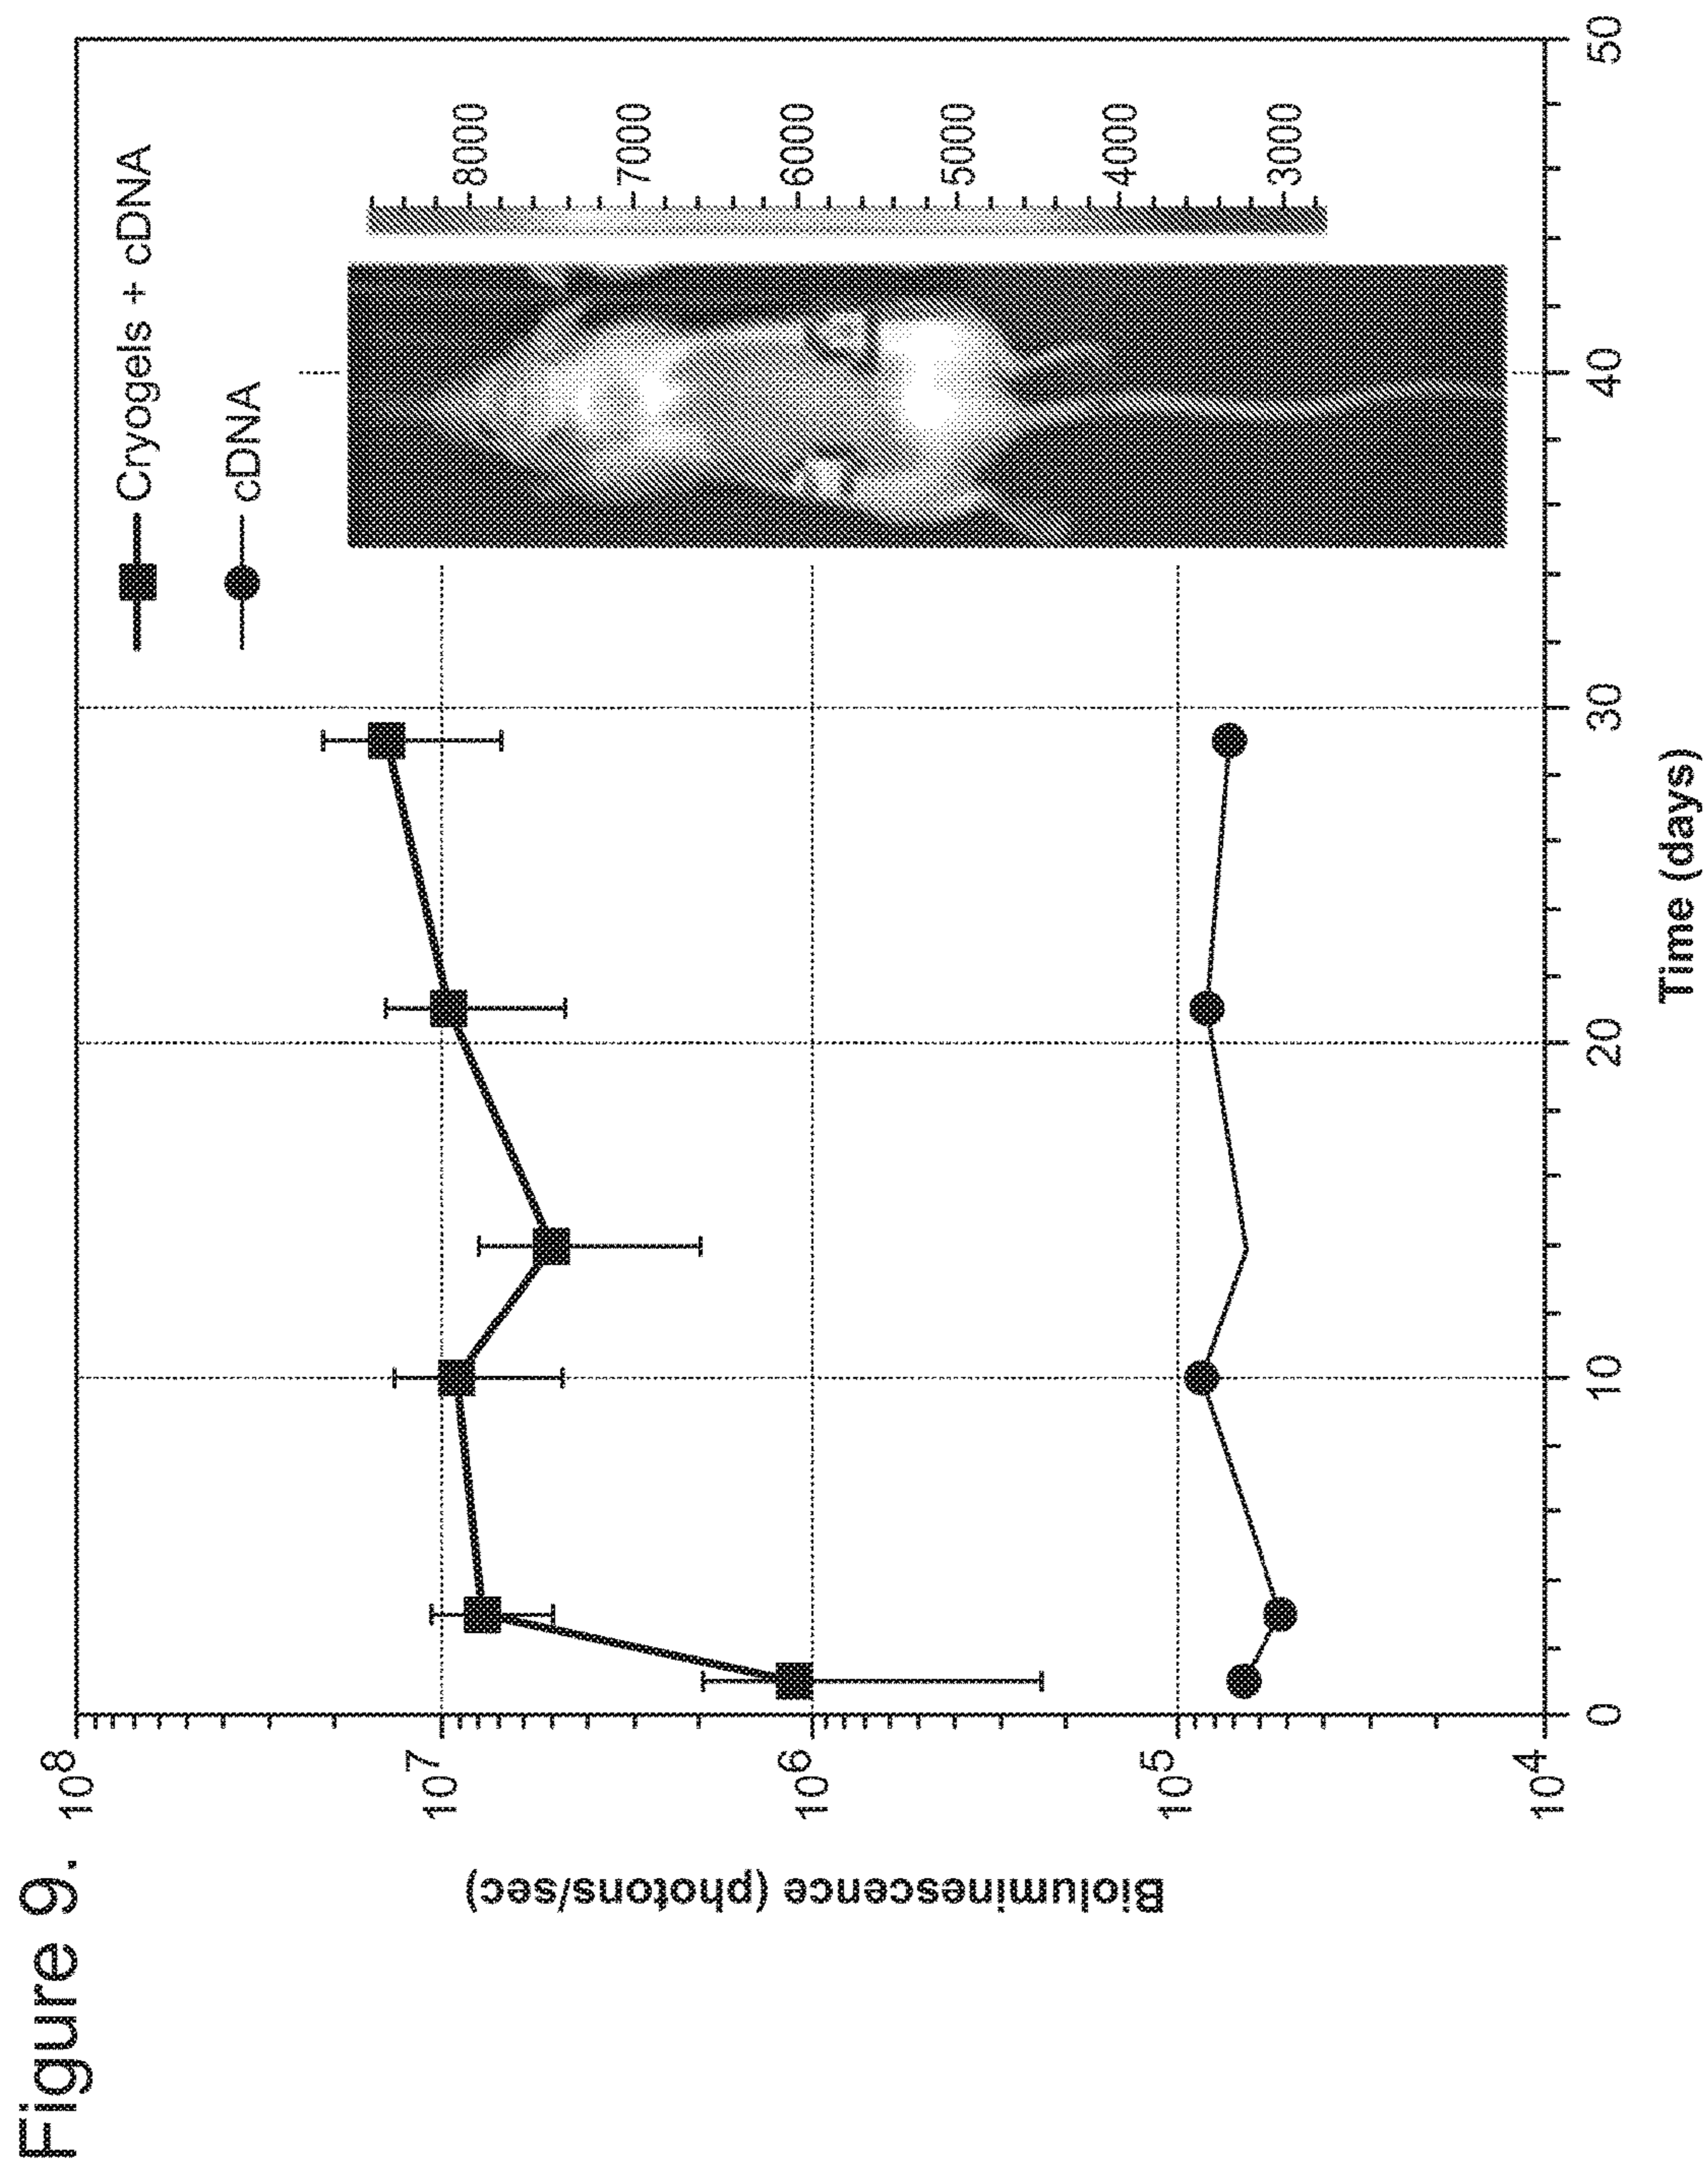 Figure 9.
Cryogels + cDNA
cDNA
Bioluminescence (photons/sec)
10^8
10^7
10^6
10^5
10^4
8000
7000
6000
5000
4000
3000
0 10 20 30 40 50
Time (days)